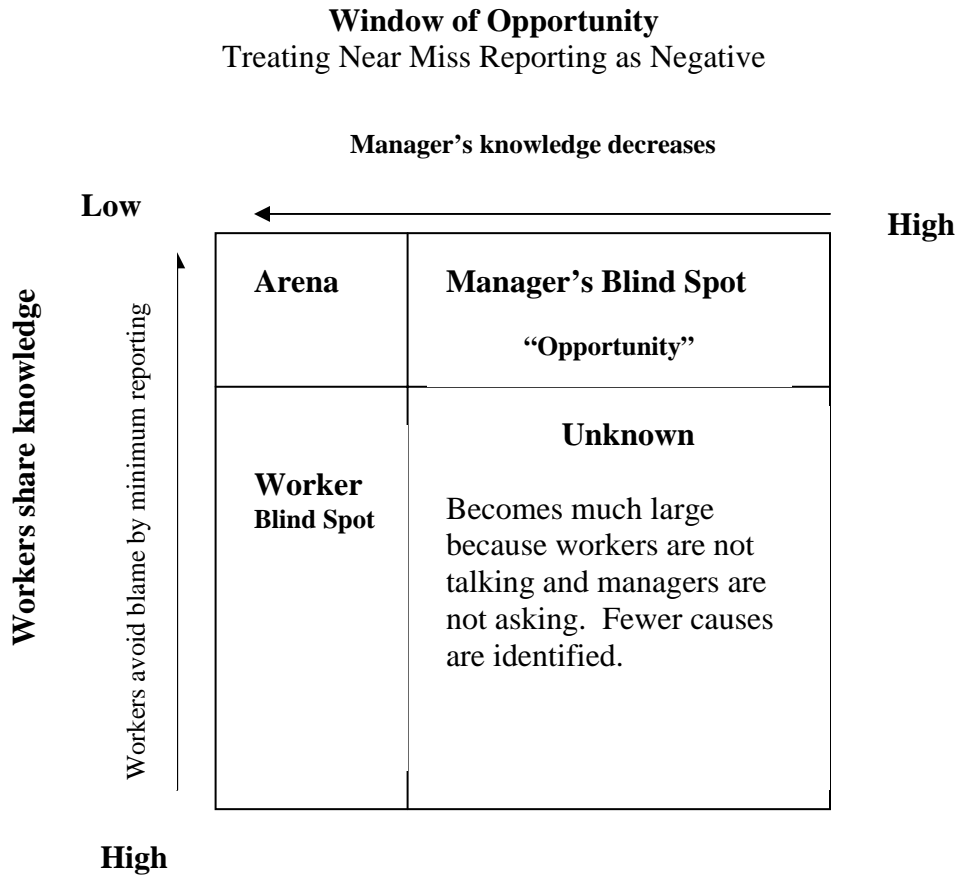 Window of Opportunity
Treating Near Miss Reporting as Negative
Manager’s knowledge decreases
Low
High
Workers share knowledge
Workers avoid blame by minimum reporting
Arena
Manager’s Blind Spot
“Opportunity”
Worker
Blind Spot
Unknown
Becomes much large
because workers are not
talking and managers are
not asking.  Fewer causes
are identified.
High